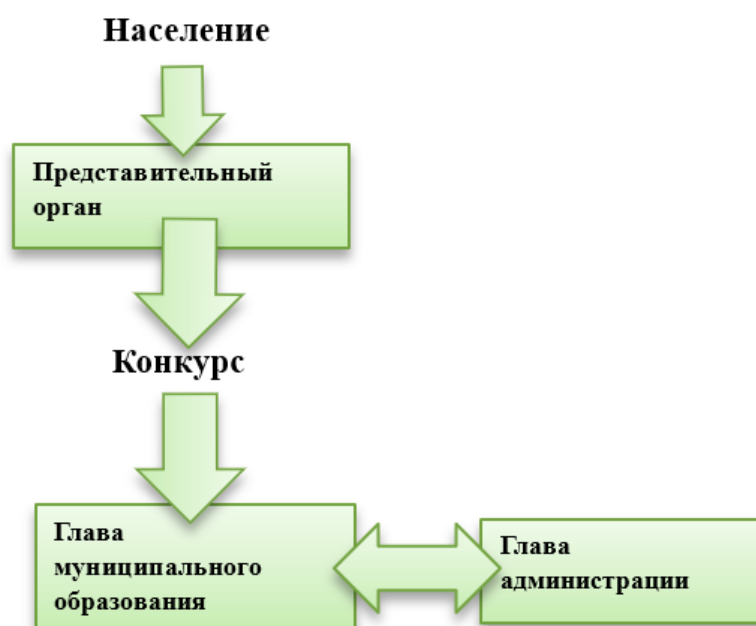 Население
Представительный
орган
Конкурс
Глава
муниципального
образования
Глава
администрации